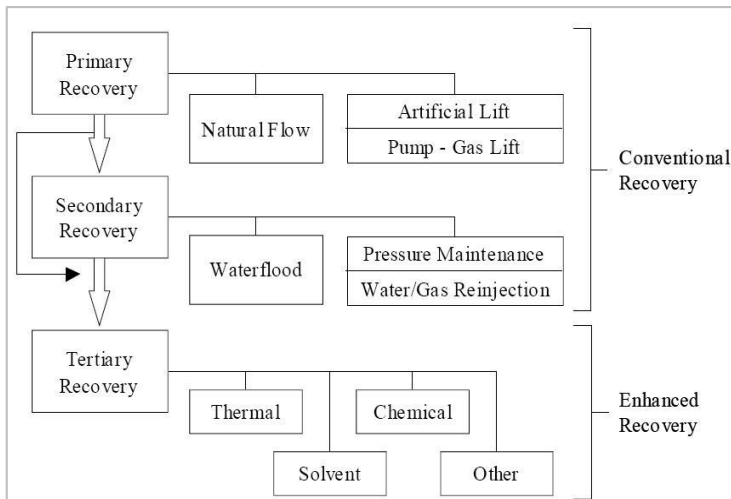 Primary
Recovery
Natural Flow
Artificial Lift
Pump - Gas Lift
Conventional
Recovery
Secondary
Recovery
Waterflood
Pressure Maintenance
Water/Gas Reinjection
Tertiary
Recovery
Thermal
Chemical
Solvent
Other
Enhanced
Recovery